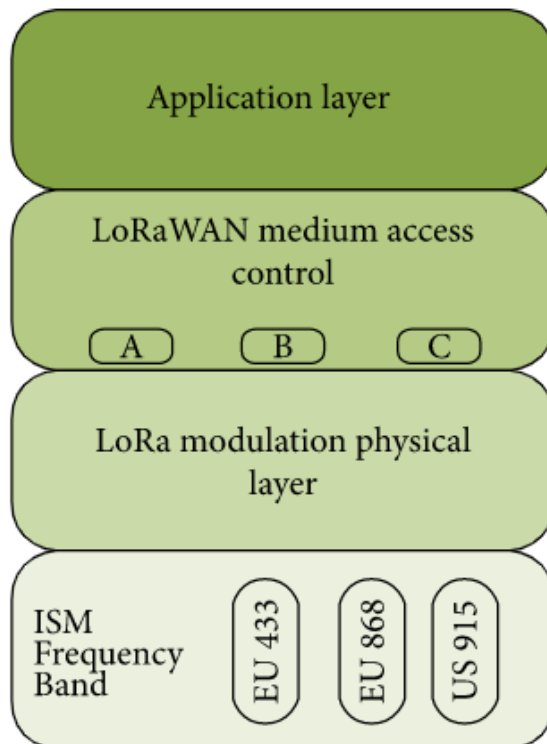 Application layer
LoRaWAN medium access
control
A B C
LoRa modulation physical
layer
ISM
Frequency
Band
EU 433
EU 868
US 915